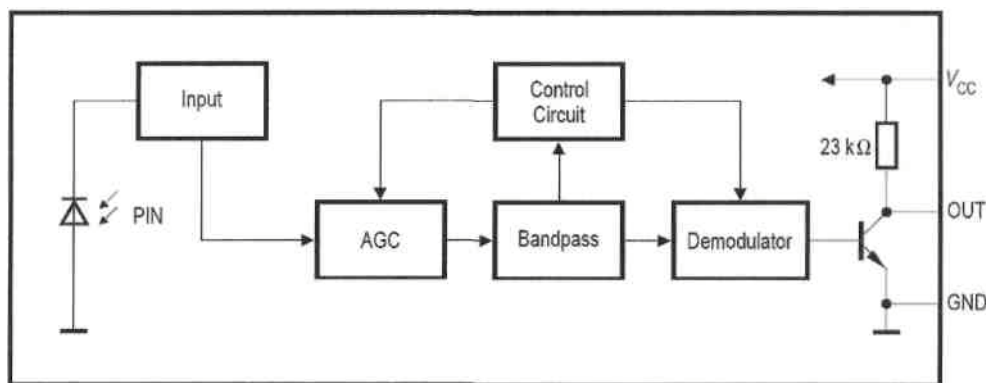 Input
Control
Circuit
V_CC
23 kΩ
PIN
AGC
Bandpass
Demodulator
OUT
GND